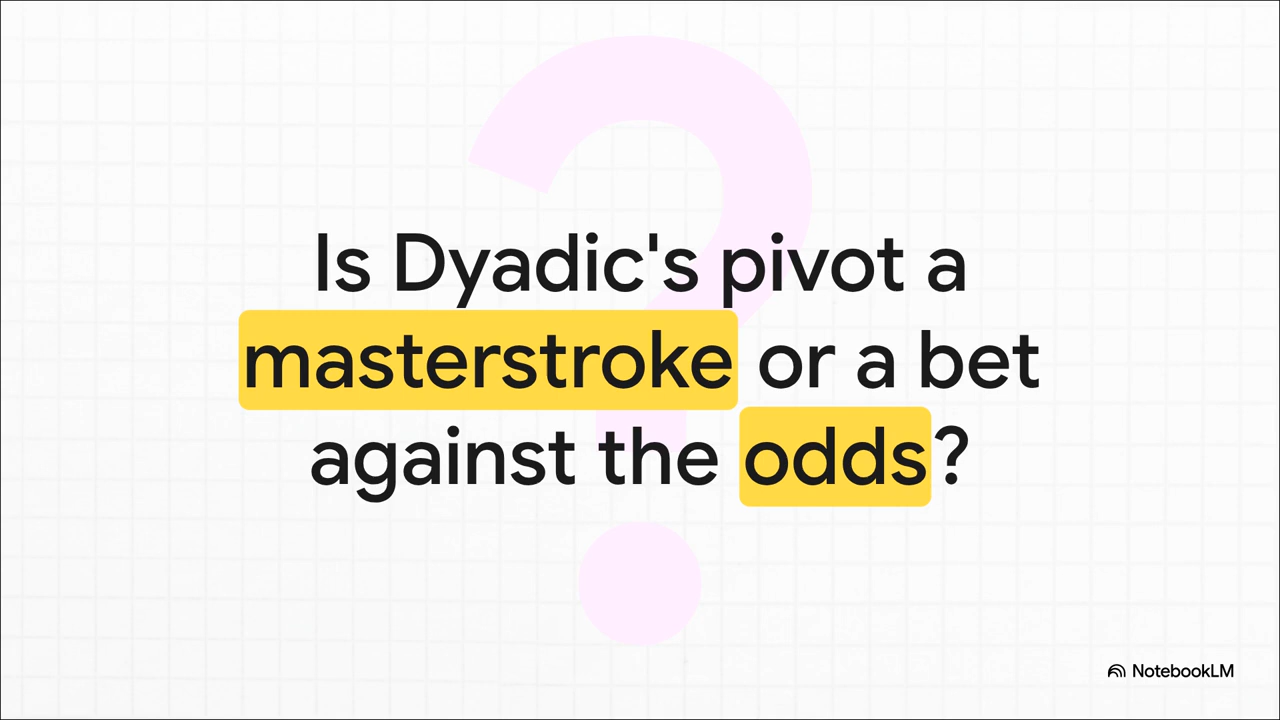 Is Dyadic's pivot a
masterstroke or a bet
against the odds?
NotebookLM